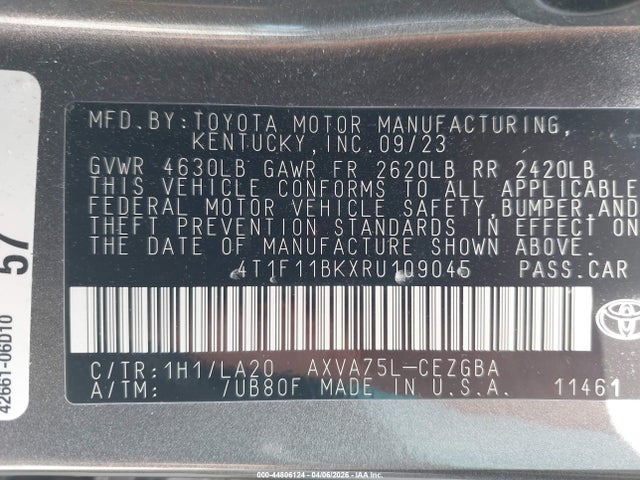 MFD.BY:TOYOTA MOTOR MANUFACTURING,
KENTUCKY,INC.09/23
GVWR 4630LB GAWR FR 2620LB RR 2420LB
THIS VEHICLE CONFORMS TO ALL APPLICABLE
FEDERAL MOTOR VEHICLE SAFETY,BUMPER,AND
THEFT PREVENTION STANDARDS IN EFFECT ON
THE DATE OF MANUFACTURE SHOWN ABOVE.
4T1F11BKXRU109045 PASS.CAR
C/TR:1H1/LA20 AXVA75L-CEZGBA
A/TM: /UB80F MADE IN U.S.A. 11461
57
42661-06D10
000-44806124 - 04/06/2026 - IAAI.COM